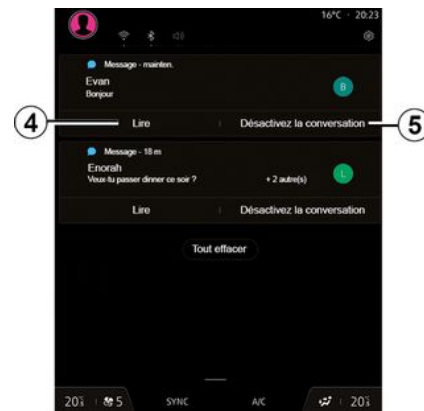 16°C · 20:23
Message - mainten.
Evan
Bonjour
B
4
Lire
Désactivez la conversation
5
Message - 18 m
Enorah
Veux-tu passer dinner ce soir ?
+ 2 autre(s)
L
Lire
Désactivez la conversation
Tout effacer
20 5 SYNC A/C 20